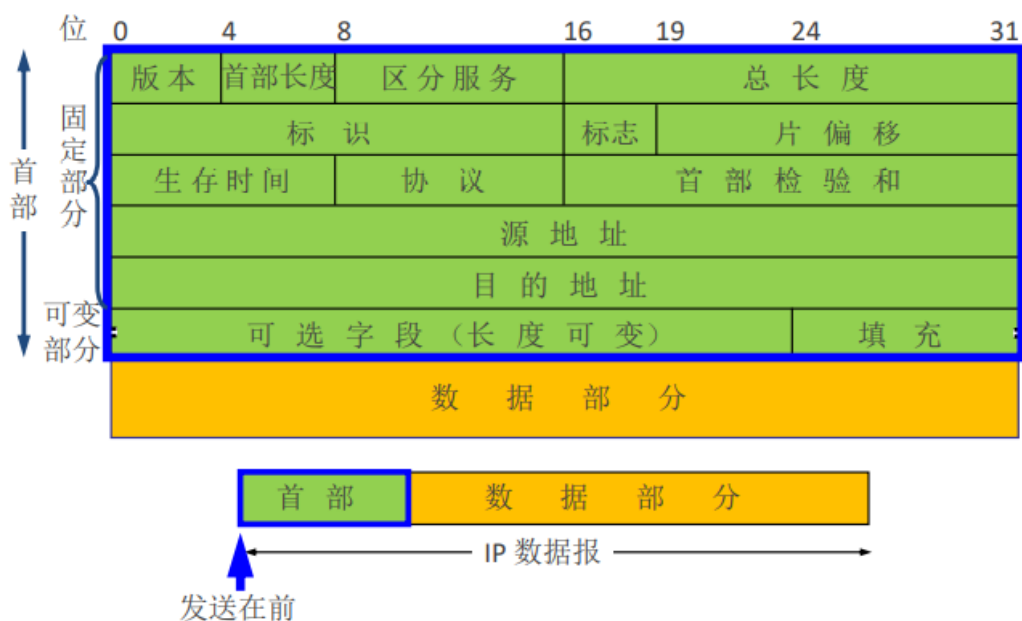 位 0 4 8 16 19 24 31
版本 首部长度 区分服务 总长度
标识 标志 片偏移
生存时间 协议 首部检验和
源地址
目的地址
可选字段（长度可变） 填充
数据部分
首部
固定部分
可变部分
首部 数据部分
IP 数据报
发送在前